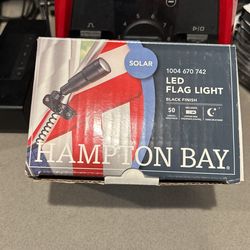 SOLAR
1004 670 742
LED
FLAG LIGHT
BLACK FINISH
50
HAMPTON BAY®